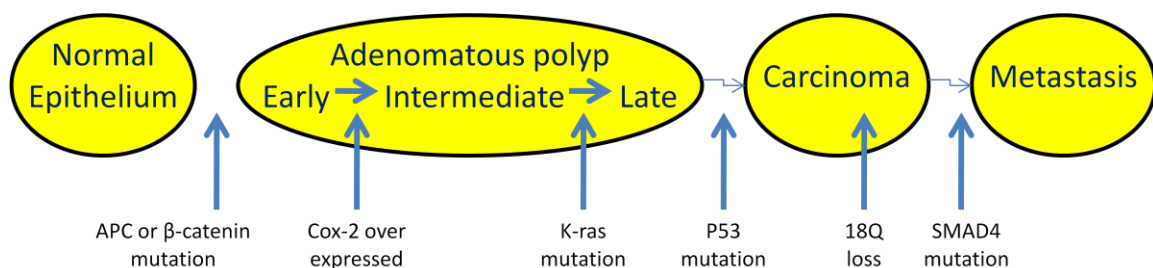 Normal
Epithelium
Adenomatous polyp
Early Intermediate Late
Carcinoma
Metastasis
APC or β-catenin
mutation
Cox-2 over
expressed
K-ras
mutation
P53
mutation
18Q
loss
SMAD4
mutation